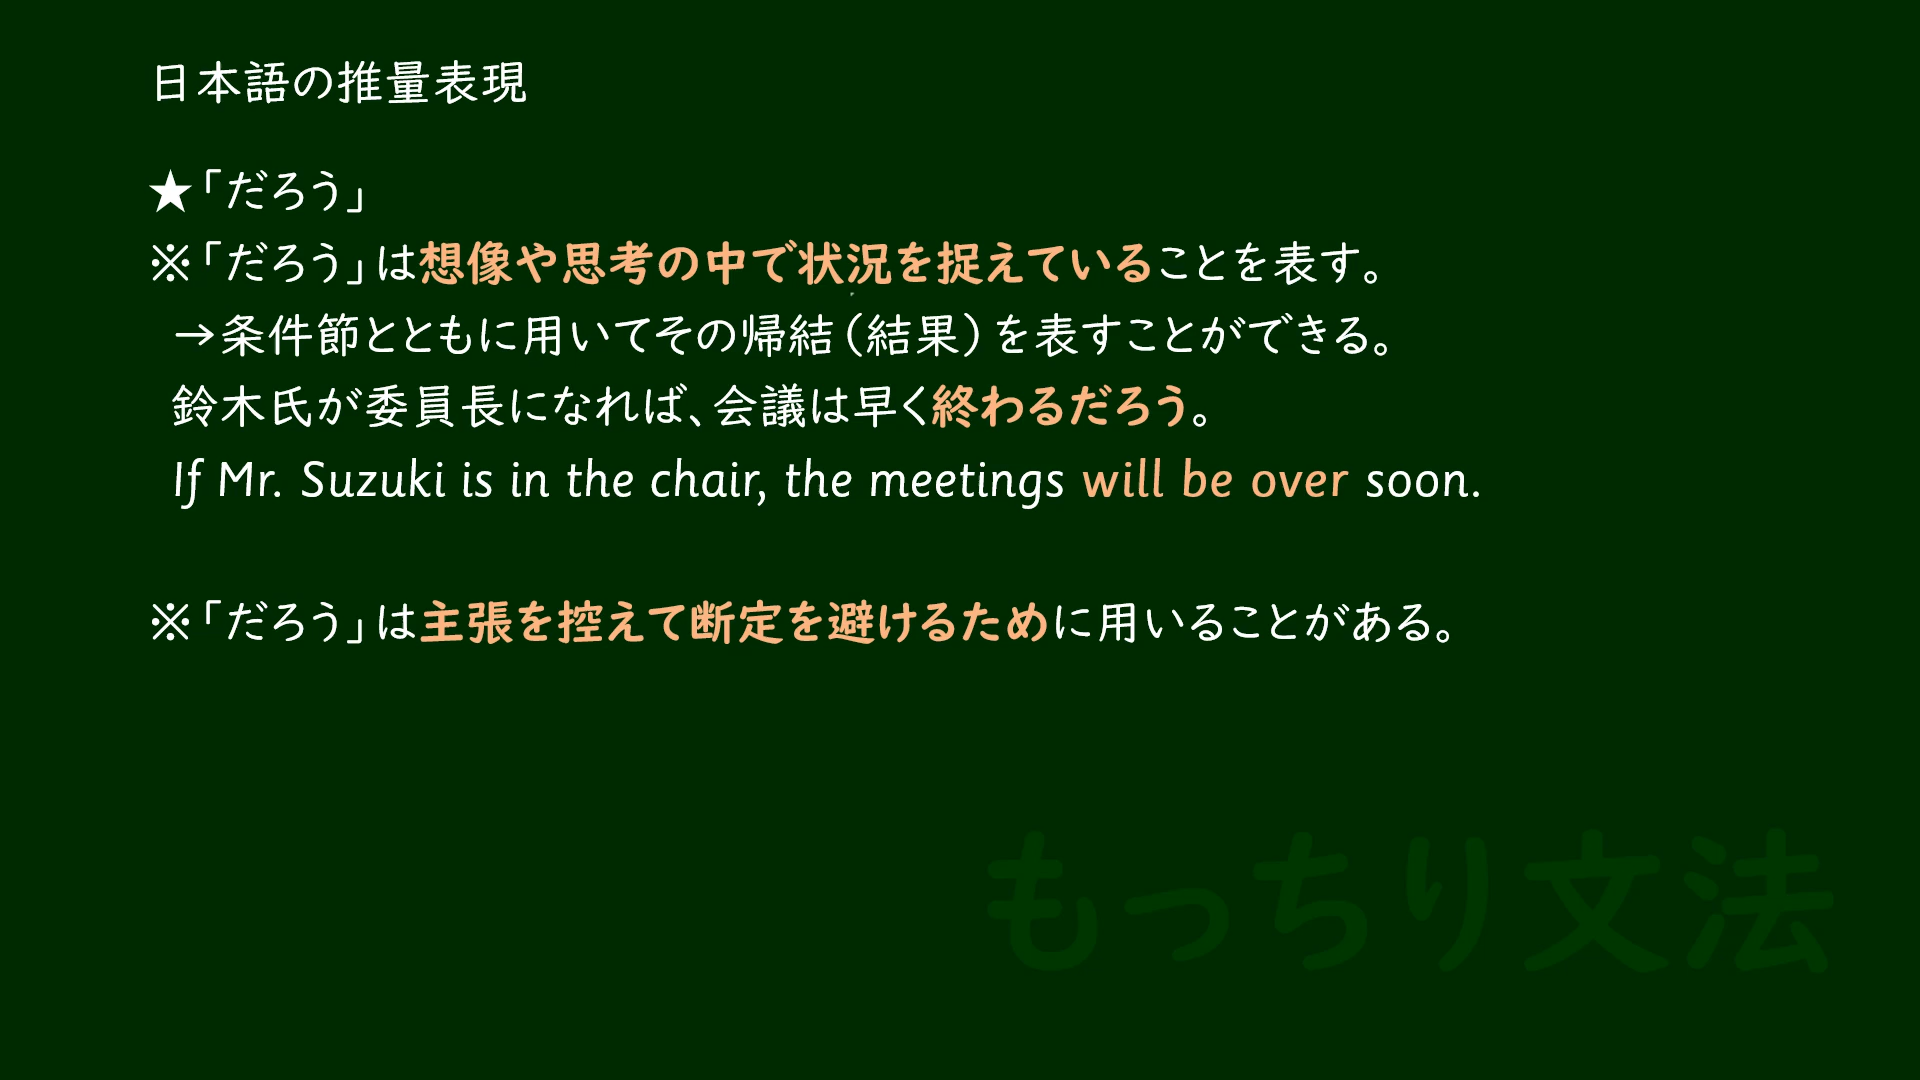 日本語の推量表現
★「だろう」
※「だろう」は想像や思考の中で状況を捉えていることを表す。
→条件節とともに用いてその帰結(結果)を表すことができる。
鈴木氏が委員長になれば、会議は早く終わるだろう。
If Mr. Suzuki is in the chair, the meetings will be over soon.
※「だろう」は主張を控えて断定を避けるために用いることがある。
もっちり文法